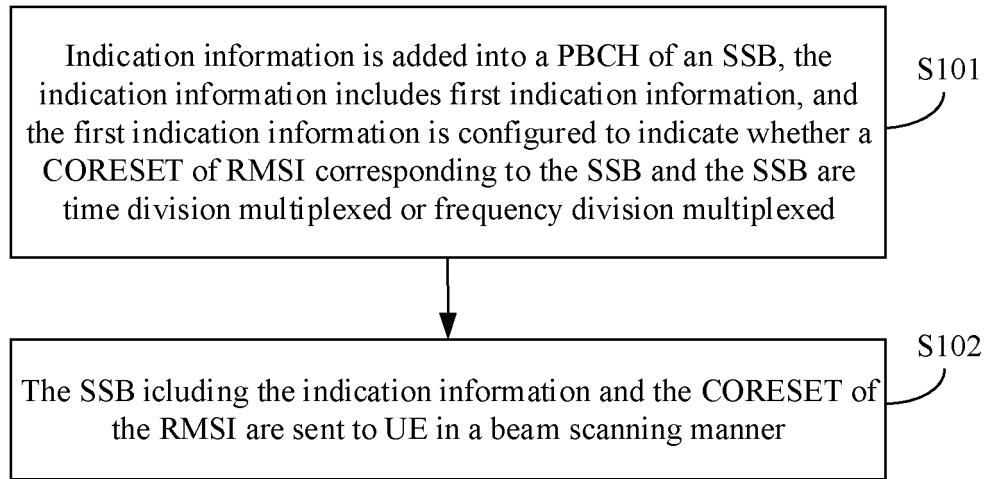 Indication information is added into a PBCH of an SSB, the
indication information includes first indication information, and
the first indication information is configured to indicate whether a
CORESET of RMSI corresponding to the SSB and the SSB are
time division multiplexed or frequency division multiplexed
S101
The SSB icluding the indication information and the CORESET of
the RMSI are sent to UE in a beam scanning manner
S102